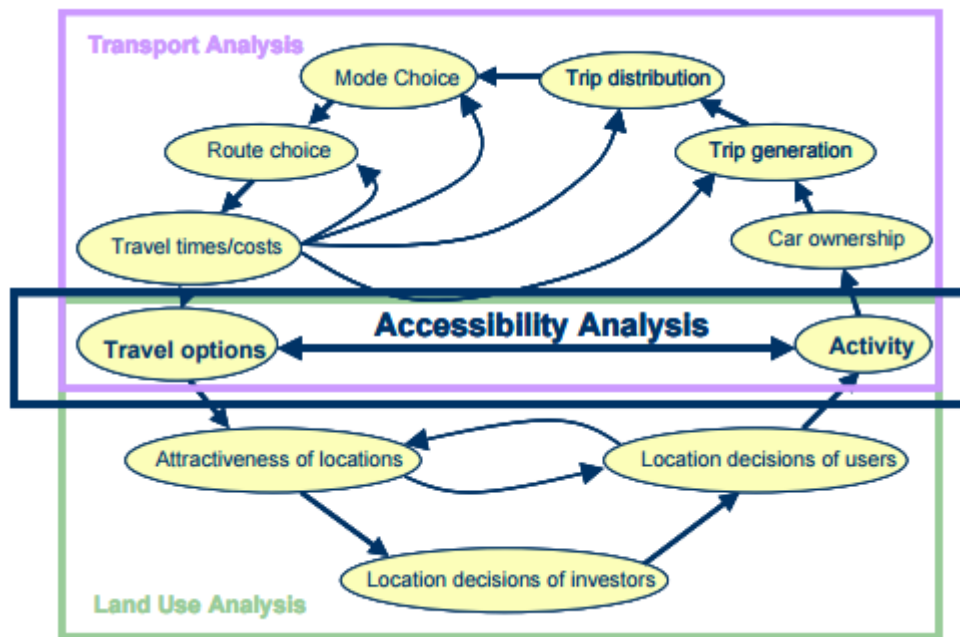 Transport Analysis
Mode Choice
Trip distribution
Route choice
Trip generation
Travel times/costs
Car ownership
Accessibility Analysis
Travel options
Activity
Attractiveness of locations
Location decisions of users
Location decisions of investors
Land Use Analysis